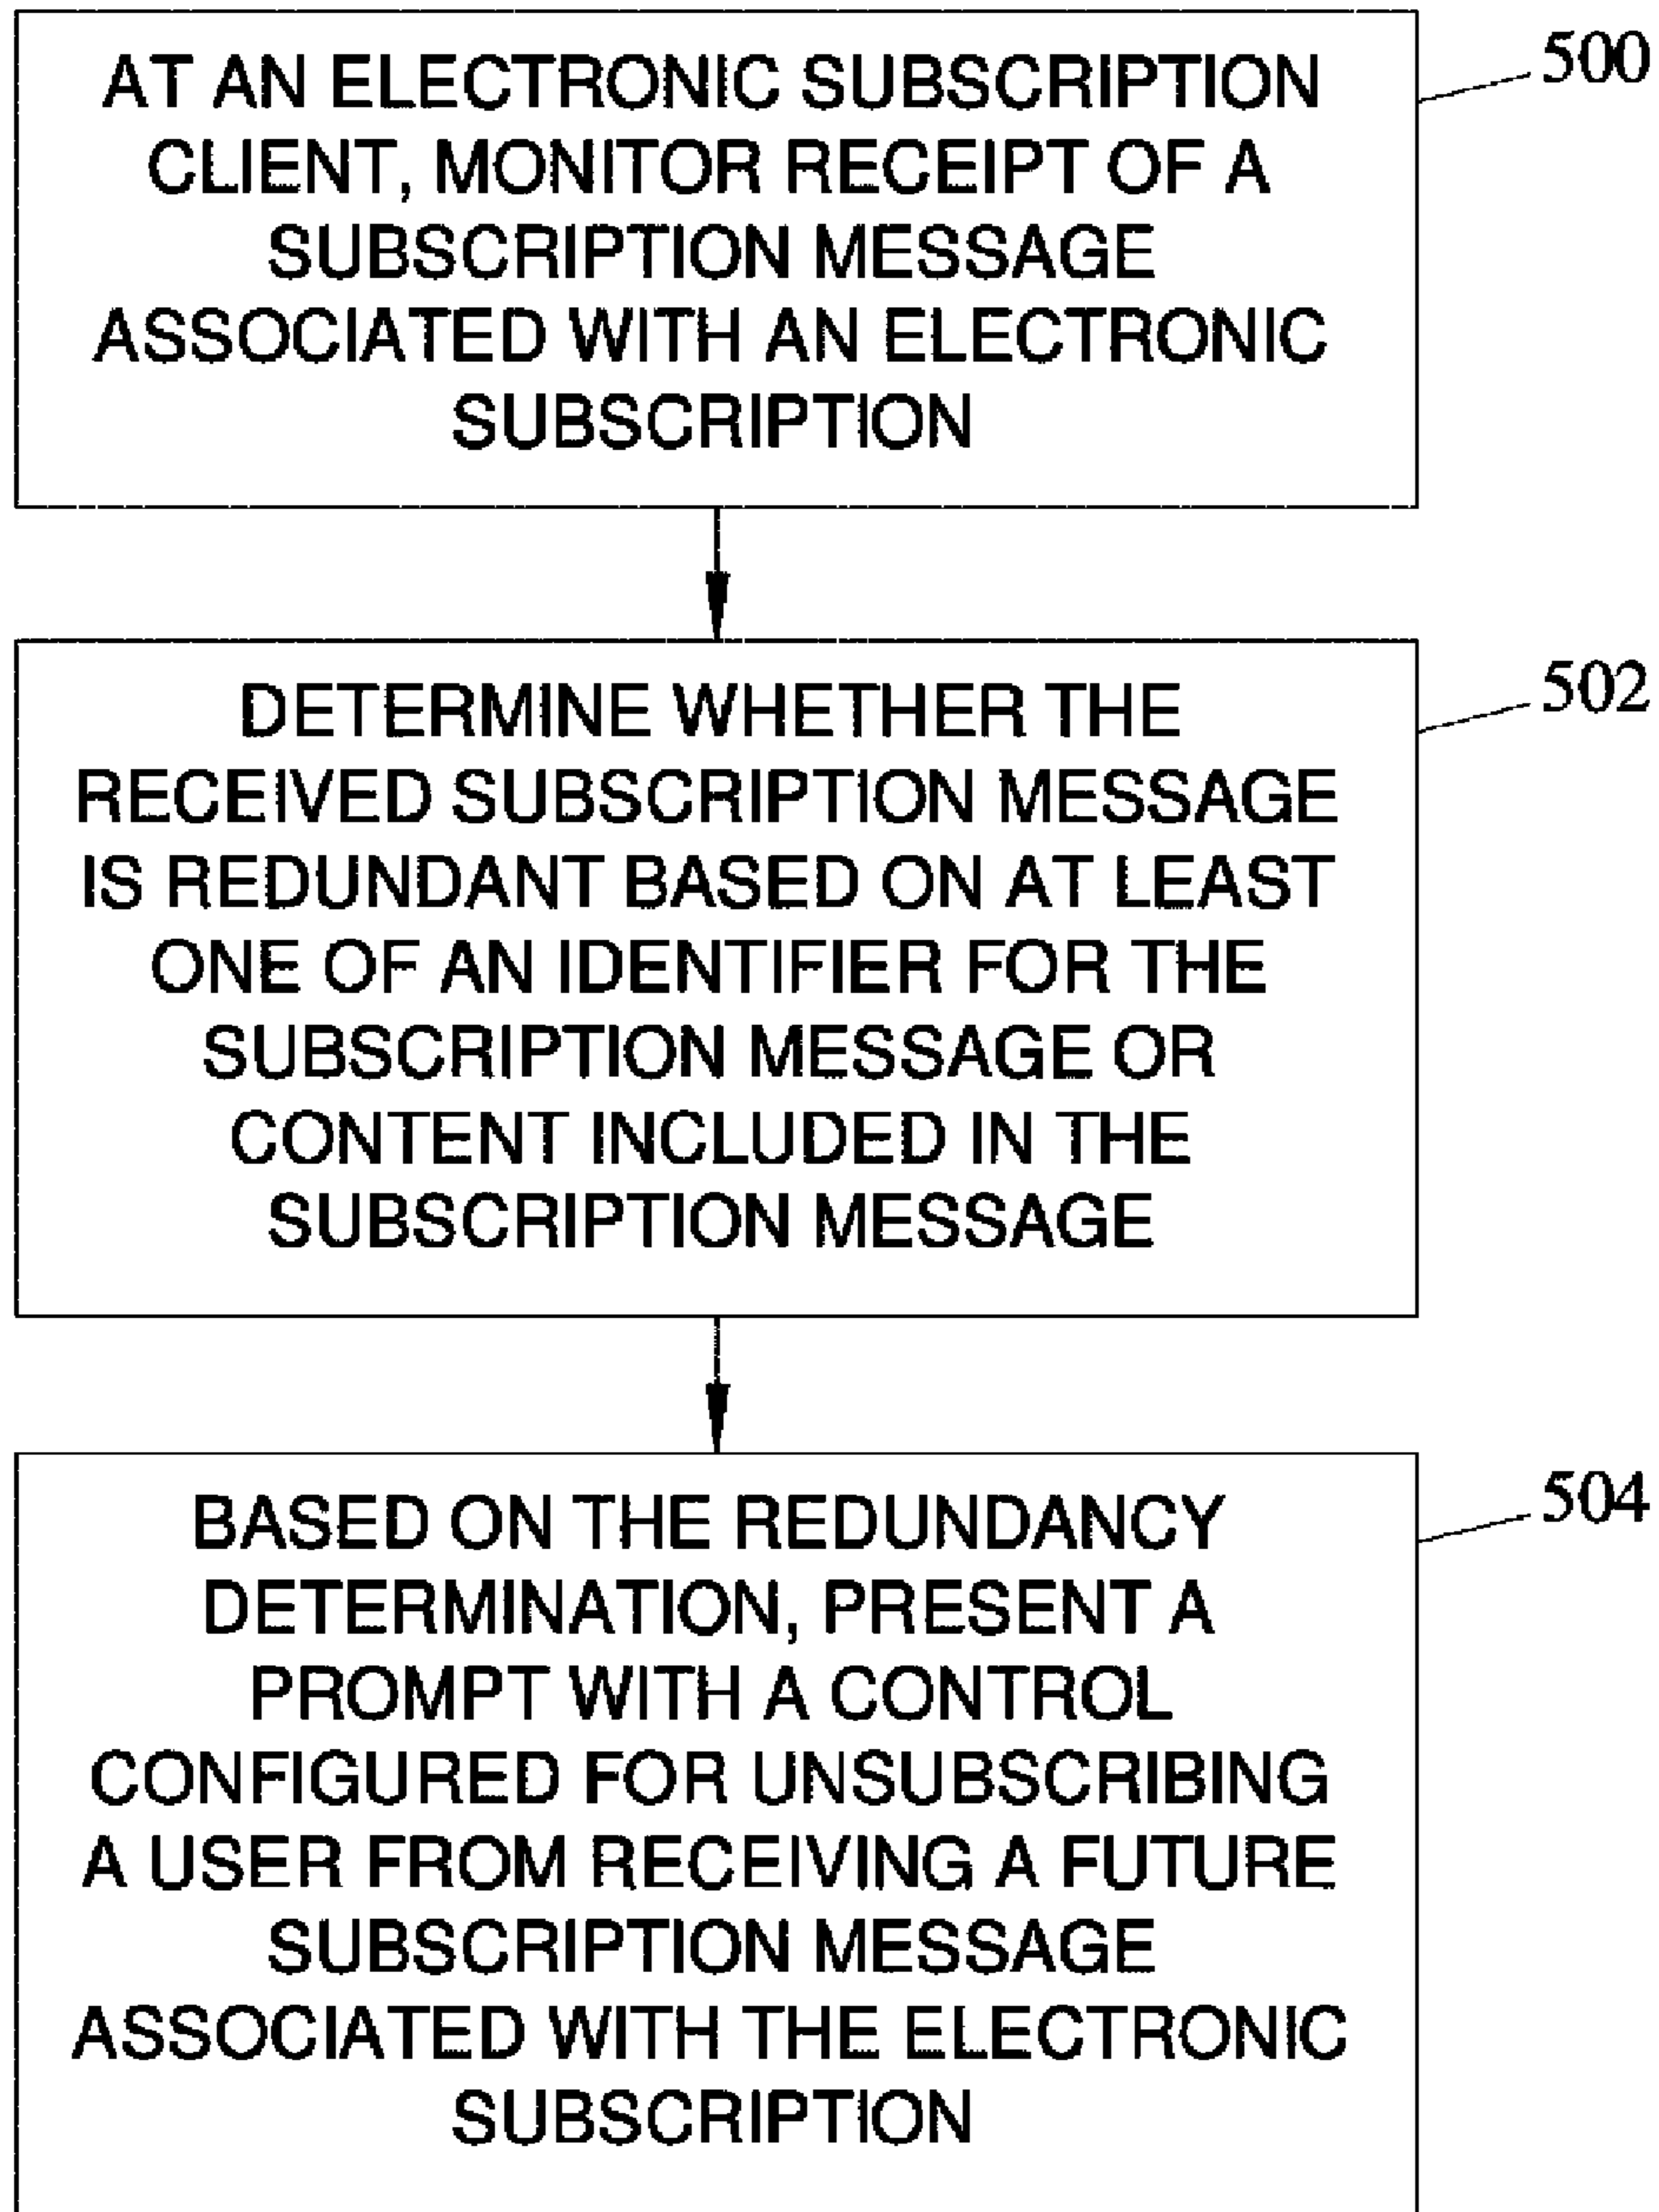 AT AN ELECTRONIC SUBSCRIPTION
CLIENT, MONITOR RECEIPT OF A
SUBSCRIPTION MESSAGE
ASSOCIATED WITH AN ELECTRONIC
SUBSCRIPTION
500
DETERMINE WHETHER THE
RECEIVED SUBSCRIPTION MESSAGE
IS REDUNDANT BASED ON AT LEAST
ONE OF AN IDENTIFIER FOR THE
SUBSCRIPTION MESSAGE OR
CONTENT INCLUDED IN THE
SUBSCRIPTION MESSAGE
502
BASED ON THE REDUNDANCY
DETERMINATION, PRESENT A
PROMPT WITH A CONTROL
CONFIGURED FOR UNSUBSCRIBING
A USER FROM RECEIVING A FUTURE
SUBSCRIPTION MESSAGE
ASSOCIATED WITH THE ELECTRONIC
SUBSCRIPTION
504